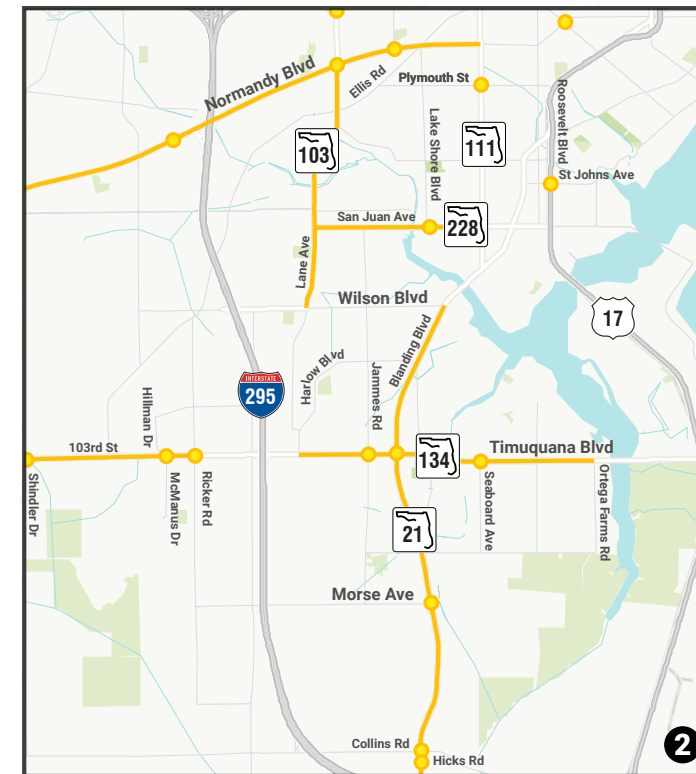 Normandy Blvd
Ellis Rd
Plymouth St
Roosevelt Blvd
Lake Shore Blvd
103
111
St Johns Ave
San Juan Ave
228
Lane Ave
Wilson Blvd
17
Blanding Blvd
Harlow Blvd
Jammes Rd
INTERSTATE
295
Hillman Dr
103rd St
Timuquana Blvd
134
Shindler Dr
McManus Dr
Ricker Rd
Seaboard Ave
Ortega Farms Rd
21
Morse Ave
Collins Rd
Hicks Rd
2